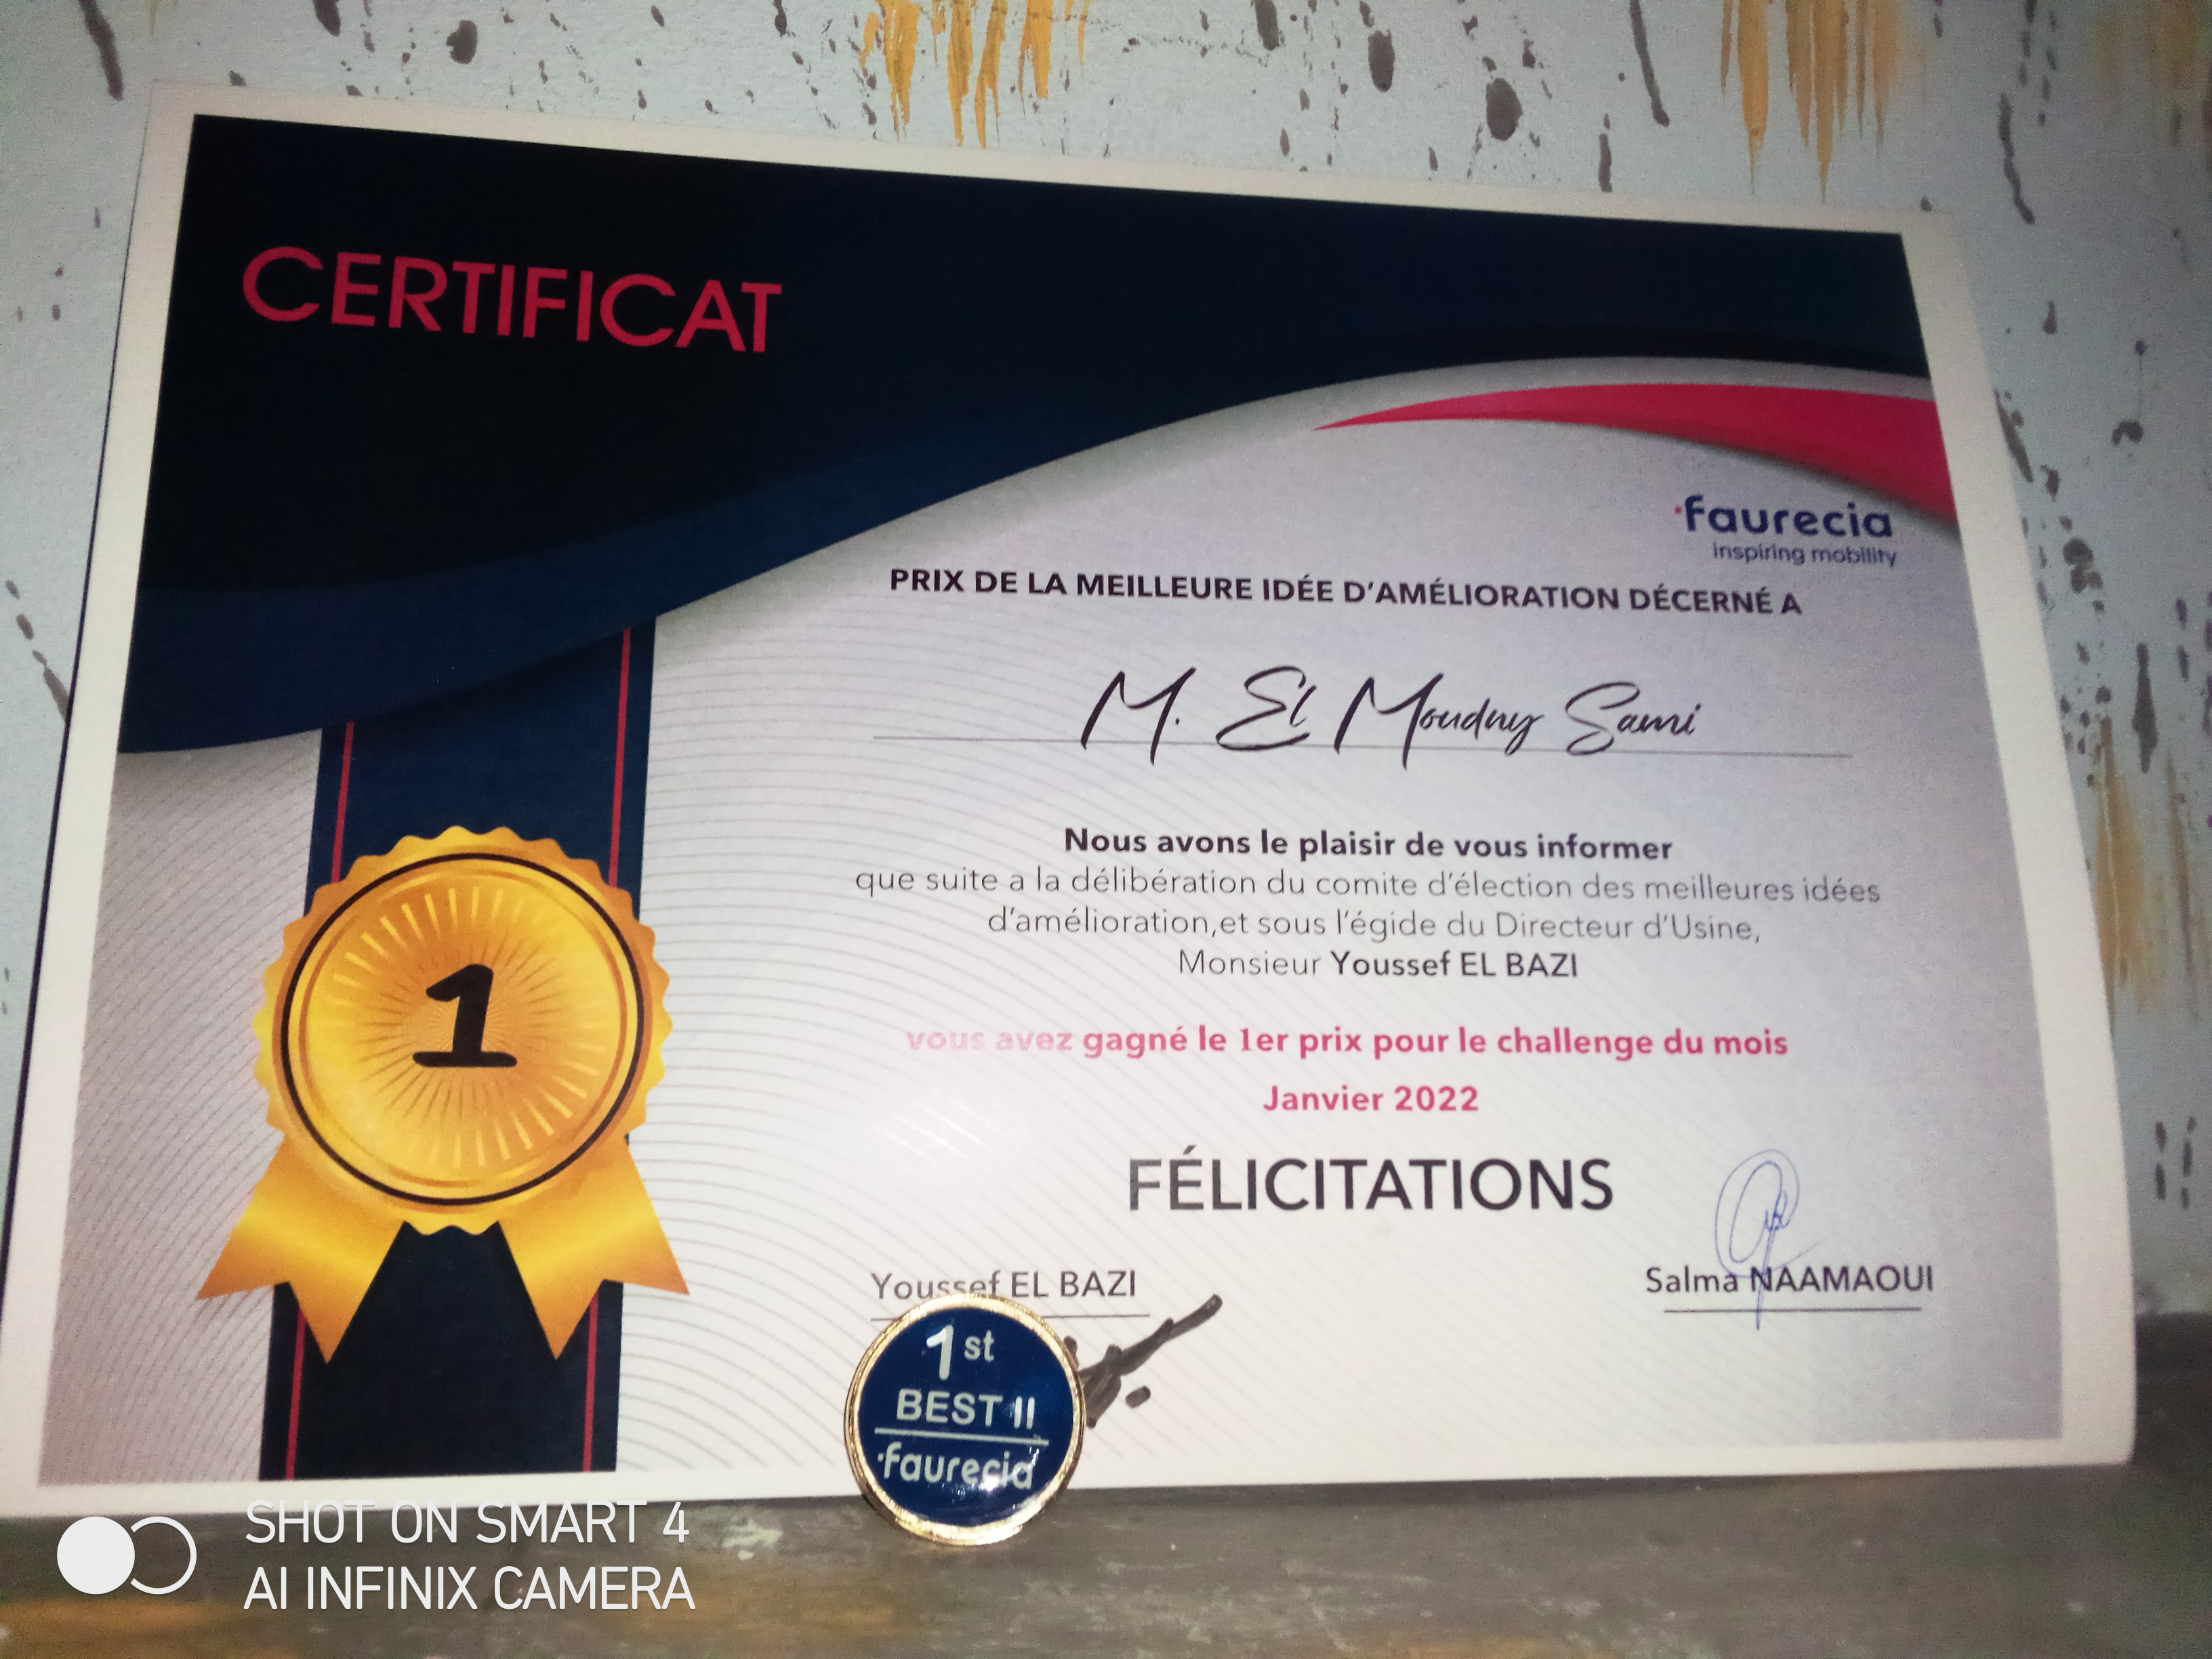 CERTIFICAT
faurecia
inspiring mobility
PRIX DE LA MEILLEURE IDÉE D'AMÉLIORATION DÉCERNÉ A
M. El Moudny Sami
Nous avons le plaisir de vous informer
que suite a la délibération du comite d'élection des meilleures idées
d'amélioration,et sous l'égide du Directeur d'Usine,
Monsieur Youssef EL BAZI
vous avez gagné le 1er prix pour le challenge du mois
Janvier 2022
FÉLICITATIONS
1
Youssef EL BAZI
Salma NAAMAOUI
1st
BEST II
faurecia
SHOT ON SMART 4
AI INFINIX CAMERA